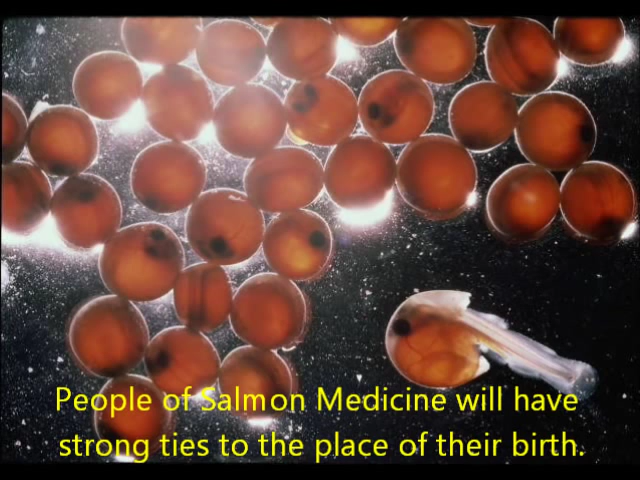 People of Salmon Medicine will have
strong ties to the place of their birth.